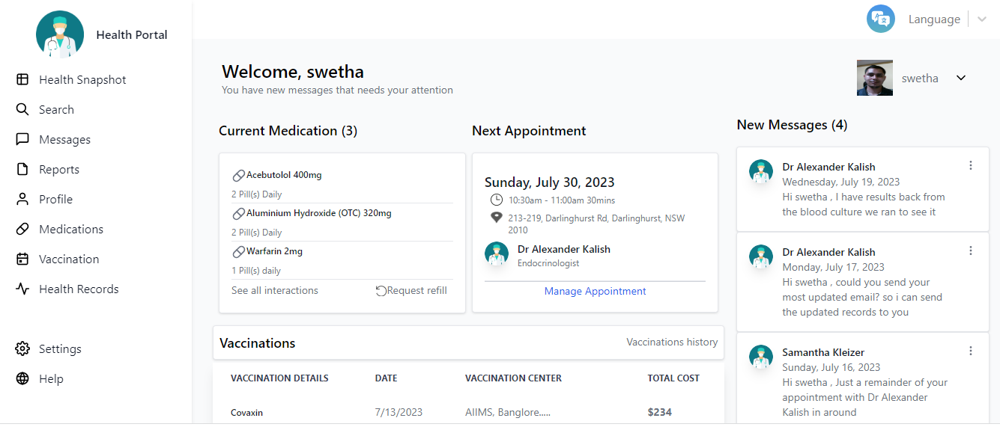 Health Portal
Health Snapshot
Search
Messages
Reports
Profile
Medications
Vaccination
Health Records
Settings
Help
Language
Welcome, swetha
You have new messages that needs your attention
swetha
Current Medication (3)
Acebutolol 400mg
2 Pill(s) Daily
Aluminium Hydroxide (OTC) 320mg
2 Pill(s) Daily
Warfarin 2mg
1 Pill(s) daily
See all interactions
Request refill
Next Appointment
Sunday, July 30, 2023
10:30am - 11:00am 30mins
213-219, Darlinghurst Rd, Darlinghurst, NSW
2010
Dr Alexander Kalish
Endocrinologist
Manage Appointment
New Messages (4)
Dr Alexander Kalish
Wednesday, July 19, 2023
Hi swetha , I have results back from
the blood culture we ran to see it
Dr Alexander Kalish
Monday, July 17, 2023
Hi swetha , could you send your
most updated email? so i can send
the updated records to you
Samantha Kleizer
Sunday, July 16, 2023
Hi swetha , Just a remainder of your
appointment with Dr Alexander
Kalish in around
Vaccinations
Vaccinations history
VACCINATION DETAILS DATE VACCINATION CENTER TOTAL COST
Covaxin 7/13/2023 AIIMS, Banglore..... $234